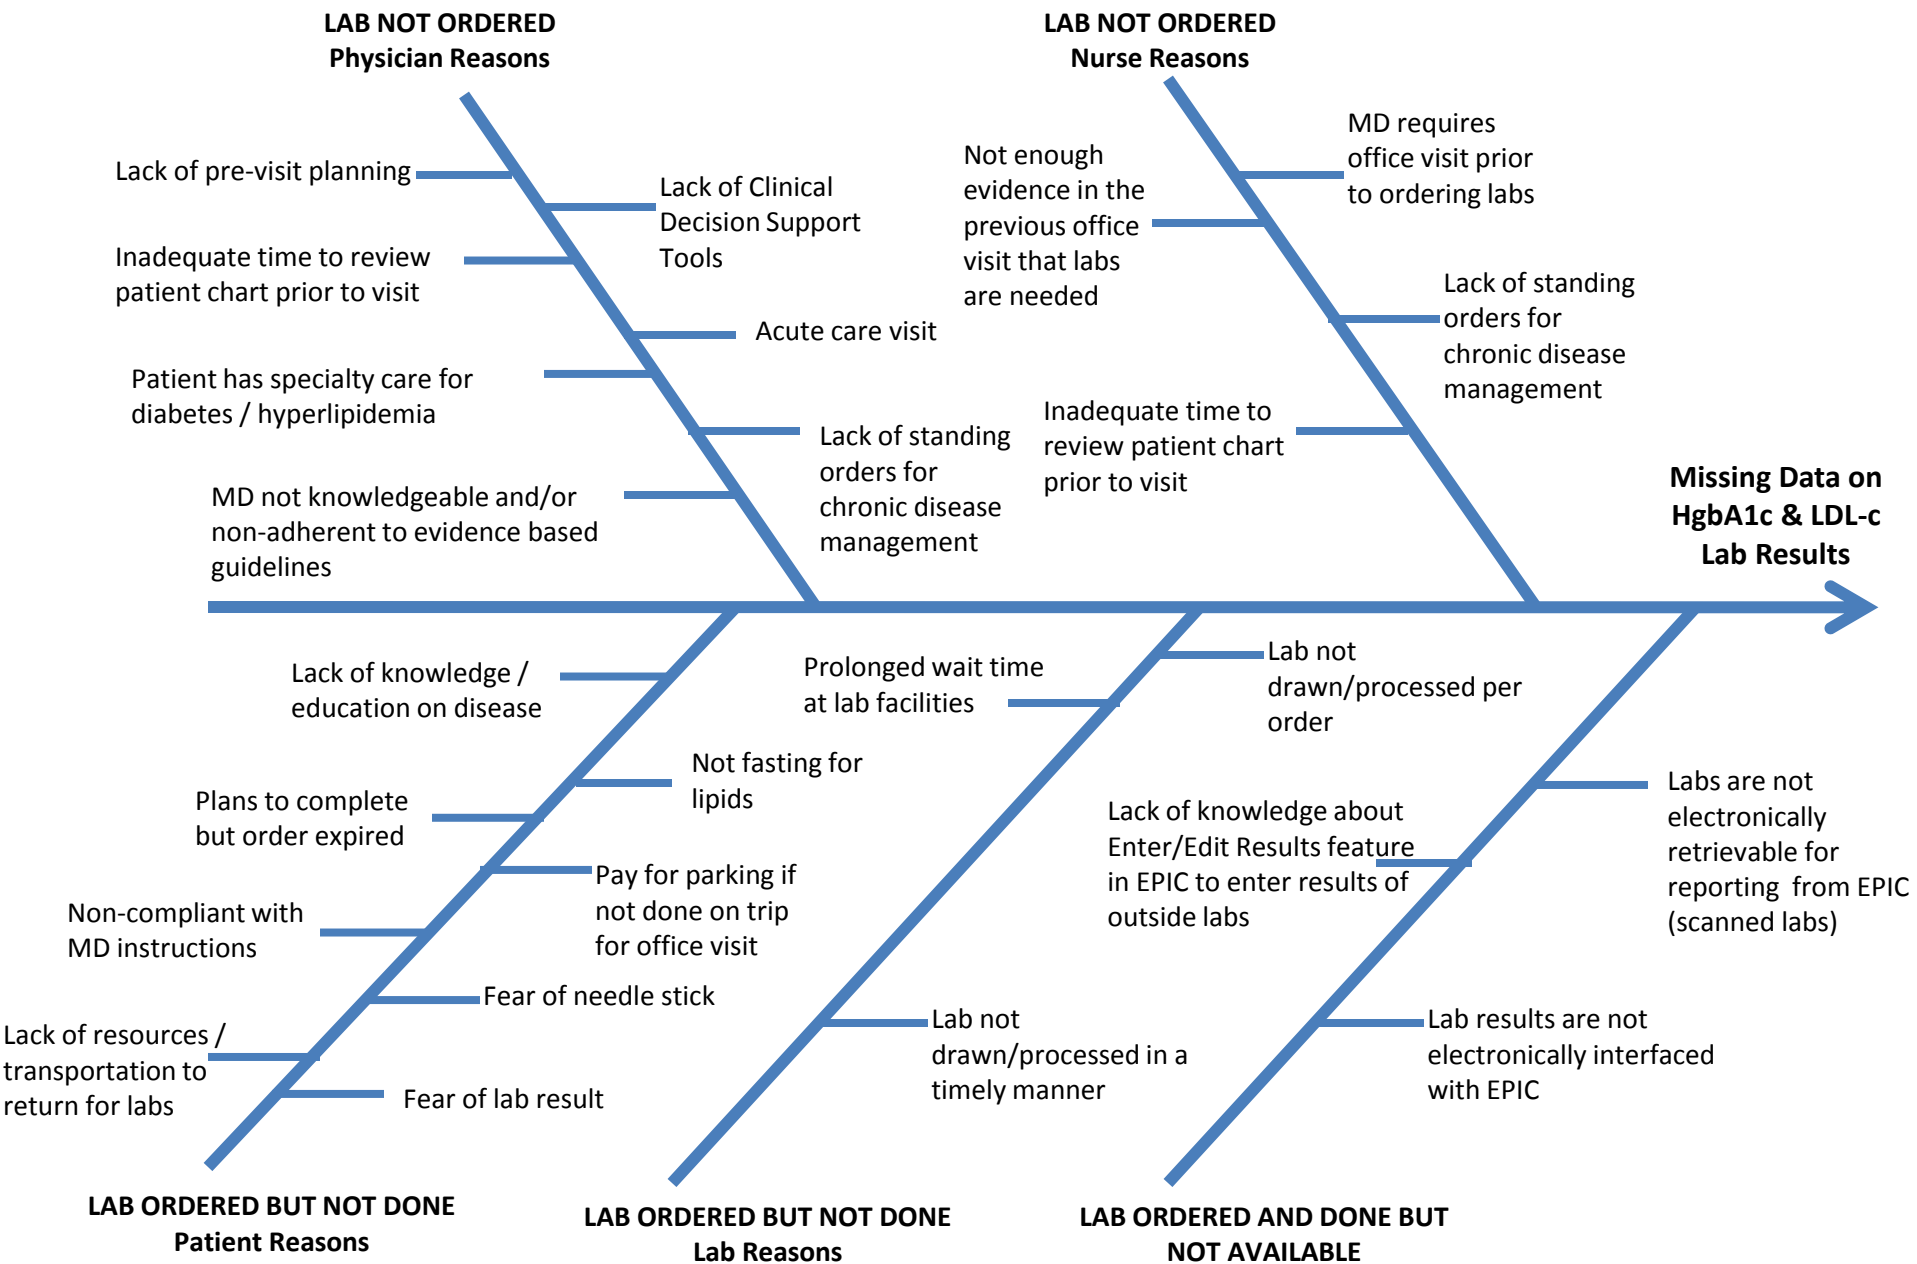 LAB NOT ORDERED
Physician Reasons
LAB NOT ORDERED
Nurse Reasons
Lack of pre-visit planning
Lack of Clinical
Decision Support
Tools
Inadequate time to review
patient chart prior to visit
Acute care visit
Patient has specialty care for
diabetes / hyperlipidemia
Lack of standing
orders for
chronic disease
management
MD not knowledgeable and/or
non-adherent to evidence based
guidelines
MD requires
office visit prior
to ordering labs
Not enough
evidence in the
previous office
visit that labs
are needed
Lack of standing
orders for
chronic disease
management
Inadequate time to
review patient chart
prior to visit
Missing Data on
HgbA1c & LDL-c
Lab Results
Lack of knowledge /
education on disease
Not fasting for
lipids
Plans to complete
but order expired
Pay for parking if
not done on trip
for office visit
Non-compliant with
MD instructions
Fear of needle stick
Lack of resources /
transportation to
return for labs
Fear of lab result
Prolonged wait time
at lab facilities
Lab not
drawn/processed per
order
Lab not
drawn/processed in a
timely manner
Labs are not
electronically
retrievable for
reporting  from EPIC
(scanned labs)
Lack of knowledge about
Enter/Edit Results feature
in EPIC to enter results of
outside labs
Lab results are not
electronically interfaced
with EPIC
LAB ORDERED BUT NOT DONE
Patient Reasons
LAB ORDERED BUT NOT DONE
Lab Reasons
LAB ORDERED AND DONE BUT
NOT AVAILABLE